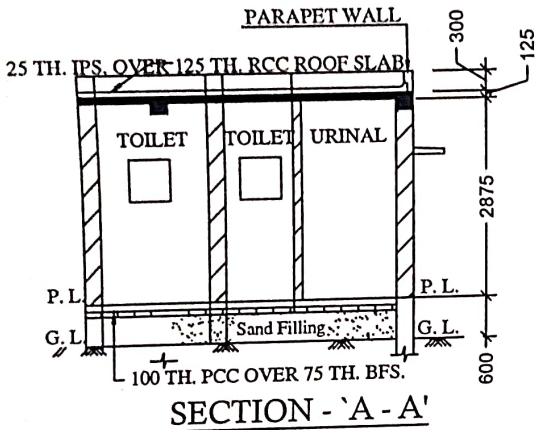 PARAPET WALL
25 TH. IPS. OVER 125 TH. RCC ROOF SLAB
300
125
TOILET
TOILET
URINAL
2875
P. L.
P. L.
G. L.
Sand Filling
G. L.
600
100 TH. PCC OVER 75 TH. BFS.
SECTION - `A - A'